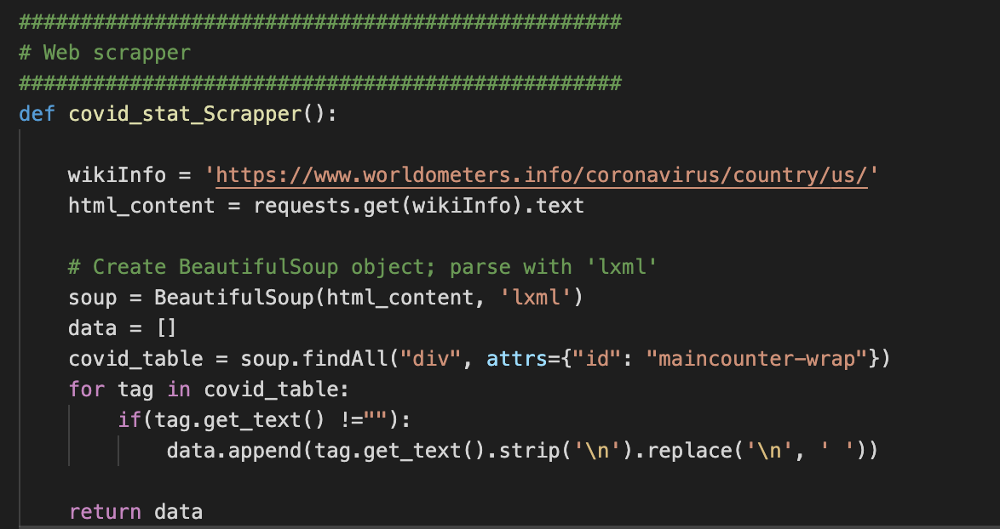 #################################################
# Web scrapper
#################################################
def covid_stat_Scrapper():
wikiInfo = 'https://www.worldometers.info/coronavirus/country/us/'
html_content = requests.get(wikiInfo).text
# Create BeautifulSoup object; parse with 'lxml'
soup = BeautifulSoup(html_content, 'lxml')
data = []
covid_table = soup.findAll("div", attrs={"id": "maincounter-wrap"})
for tag in covid_table:
if(tag.get_text() !=""):
data.append(tag.get_text().strip('\n').replace('\n', ' '))
return data